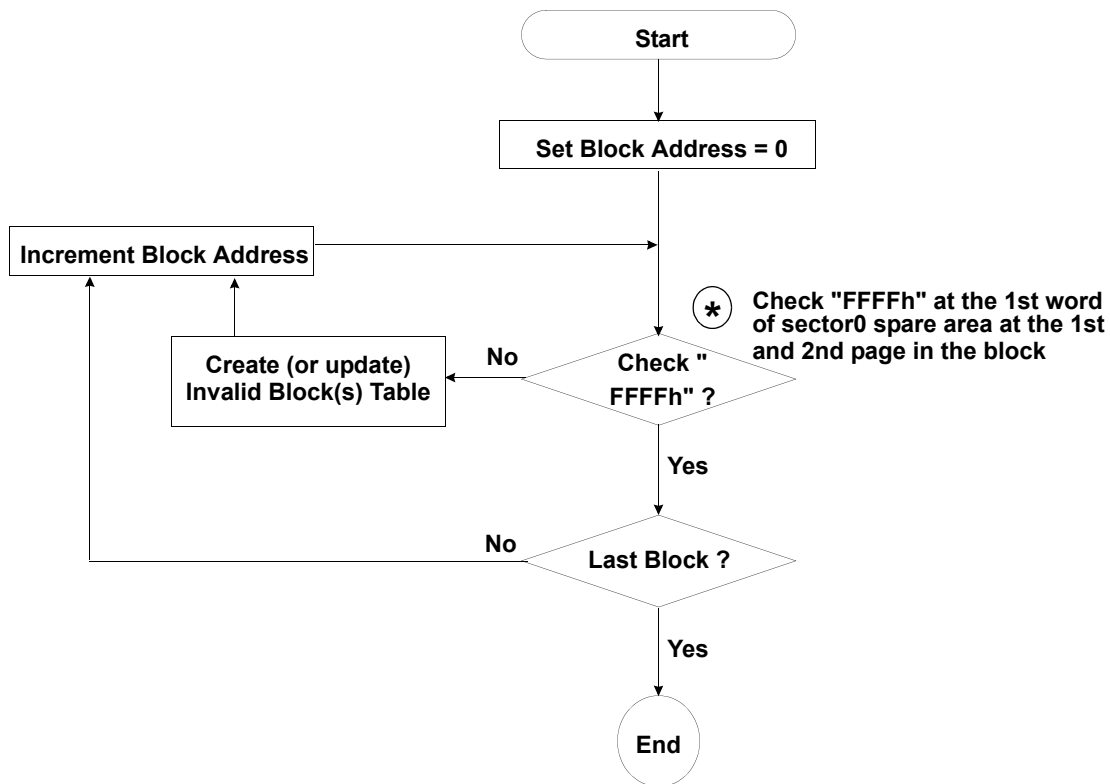 Start
Set Block Address = 0
Increment Block Address
*
Check "FFFFh" at the 1st word
of sector0 spare area at the 1st
and 2nd page in the block
No
Create (or update)
Invalid Block(s) Table
Check "
FFFFh" ?
Yes
No
Last Block ?
Yes
End